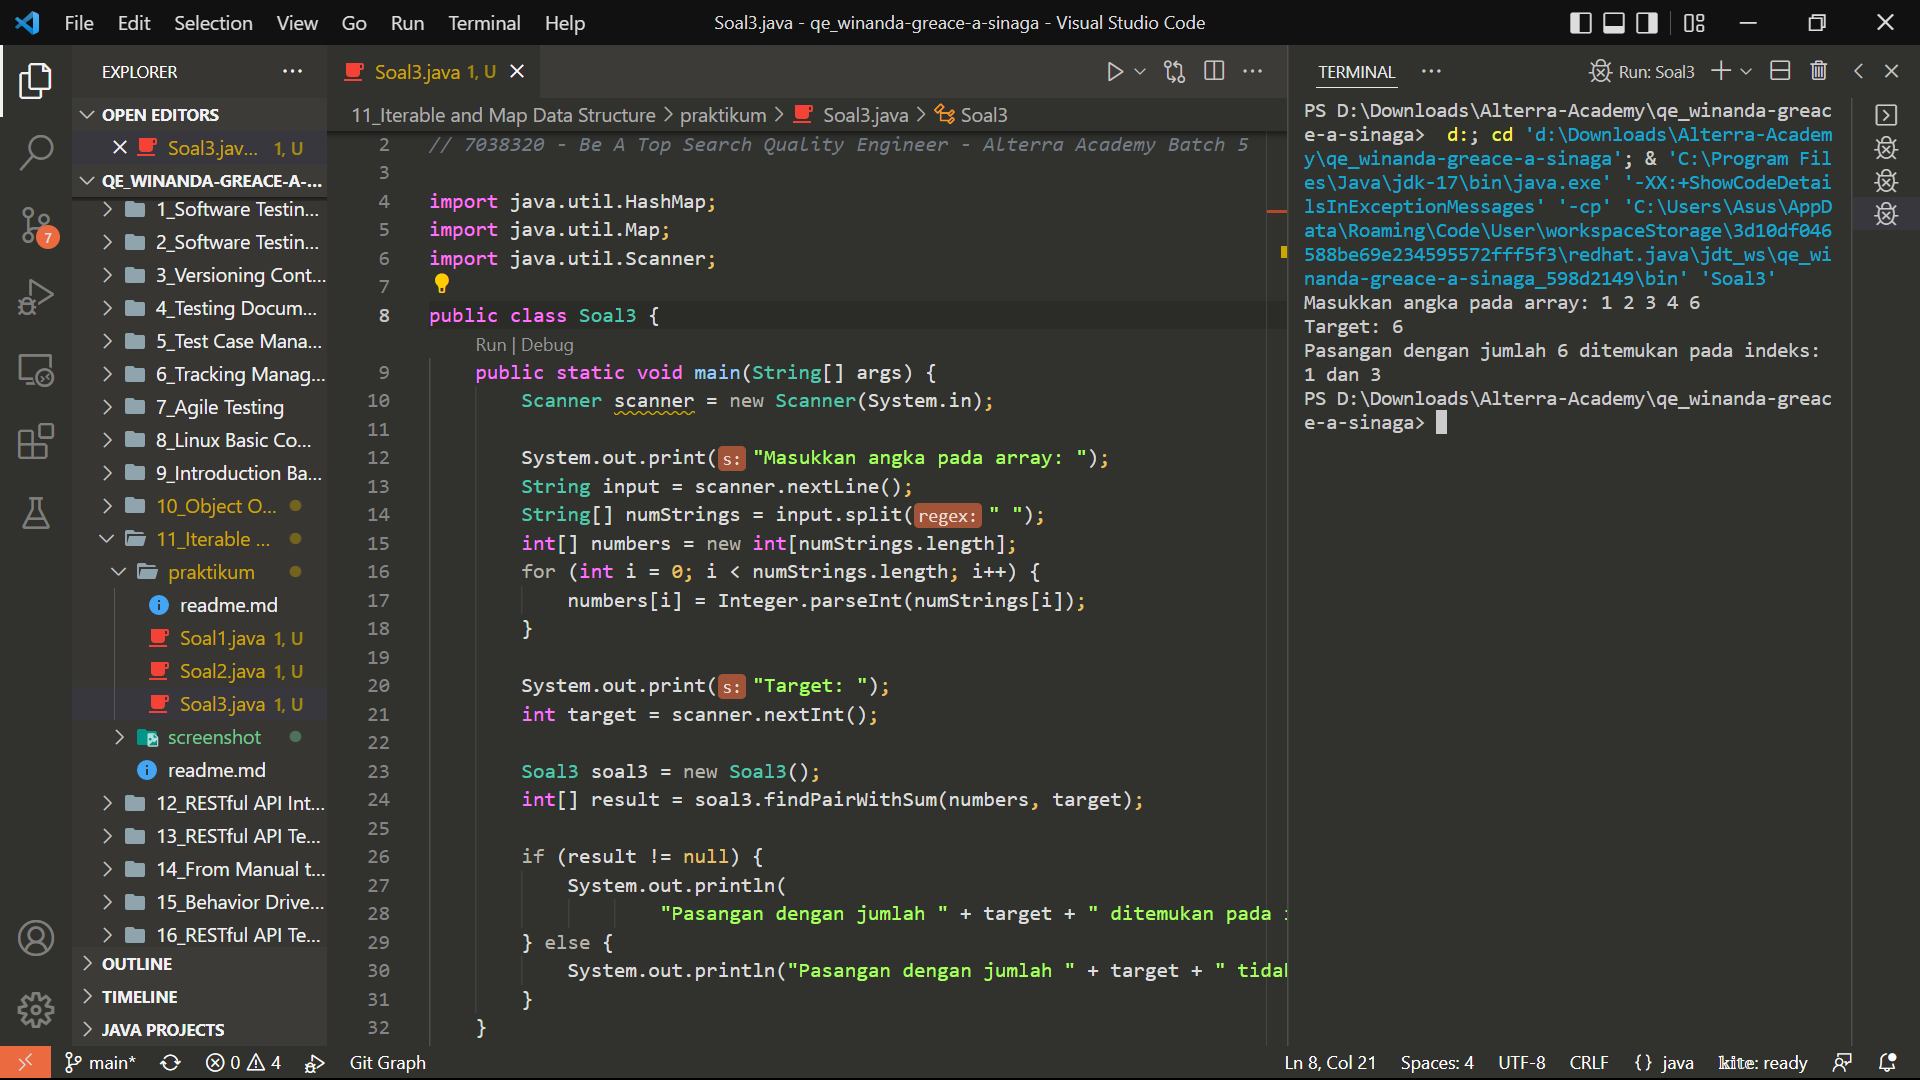 File Edit Selection View Go Run Terminal Help
Soal3.java - qe_winanda-greace-a-sinaga - Visual Studio Code
EXPLORER
OPEN EDITORS
Soal3.jav... 1, U
QE_WINANDA-GREACE-A-...
1_Software Testin...
2_Software Testin...
3_Versioning Cont...
4_Testing Docum...
5_Test Case Mana...
6_Tracking Manag...
7_Agile Testing
8_Linux Basic Co...
9_Introduction Ba...
10_Object O...
11_Iterable ...
praktikum
readme.md
Soal1.java 1, U
Soal2.java 1, U
Soal3.java 1, U
screenshot
readme.md
12_RESTful API Int...
13_RESTful API Te...
14_From Manual t...
15_Behavior Drive...
16_RESTful API Te...
OUTLINE
TIMELINE
JAVA PROJECTS
7
Soal3.java 1, U
11_Iterable and Map Data Structure > praktikum > Soal3.java > Soal3
2 // 7038320 - Be A Top Search Quality Engineer - Alterra Academy Batch 5
3
4 import java.util.HashMap;
5 import java.util.Map;
6 import java.util.Scanner;
7
8 public class Soal3 {
Run | Debug
9 public static void main(String[] args) {
10 Scanner scanner = new Scanner(System.in);
11
12 System.out.print(s: "Masukkan angka pada array: ");
13 String input = scanner.nextLine();
14 String[] numStrings = input.split(regex: " ");
15 int[] numbers = new int[numStrings.length];
16 for (int i = 0; i < numStrings.length; i++) {
17 numbers[i] = Integer.parseInt(numStrings[i]);
18 }
19
20 System.out.print(s: "Target: ");
21 int target = scanner.nextInt();
22
23 Soal3 soal3 = new Soal3();
24 int[] result = soal3.findPairWithSum(numbers, target);
25
26 if (result != null) {
27 System.out.println(
28 "Pasangan dengan jumlah " + target + " ditemukan pada
29 } else {
30 System.out.println("Pasangan dengan jumlah " + target + "
31 }
32 }
TERMINAL
Run: Soal3
PS D:\Downloads\Alterra-Academy\qe_winanda-greac
e-a-sinaga> d:; cd 'd:\Downloads\Alterra-Academ
y\qe_winanda-greace-a-sinaga'; & 'C:\Program Fil
es\Java\jdk-17\bin\java.exe' '-XX:+ShowCodeDetai
lsInExceptionMessages' '-cp' 'C:\Users\Asus\AppD
ata\Roaming\Code\User\workspaceStorage\3d10df046
588be69e234595572fff5f3\redhat.java\jdt_ws\qe_wi
nanda-greace-a-sinaga_598d2149\bin' 'Soal3'
Masukkan angka pada array: 1 2 3 4 6
Target: 6
Pasangan dengan jumlah 6 ditemukan pada indeks:
1 dan 3
PS D:\Downloads\Alterra-Academy\qe_winanda-greac
e-a-sinaga>
main* 0 4 Git Graph
Ln 8, Col 21 Spaces: 4 UTF-8 CRLF {} java kite: ready